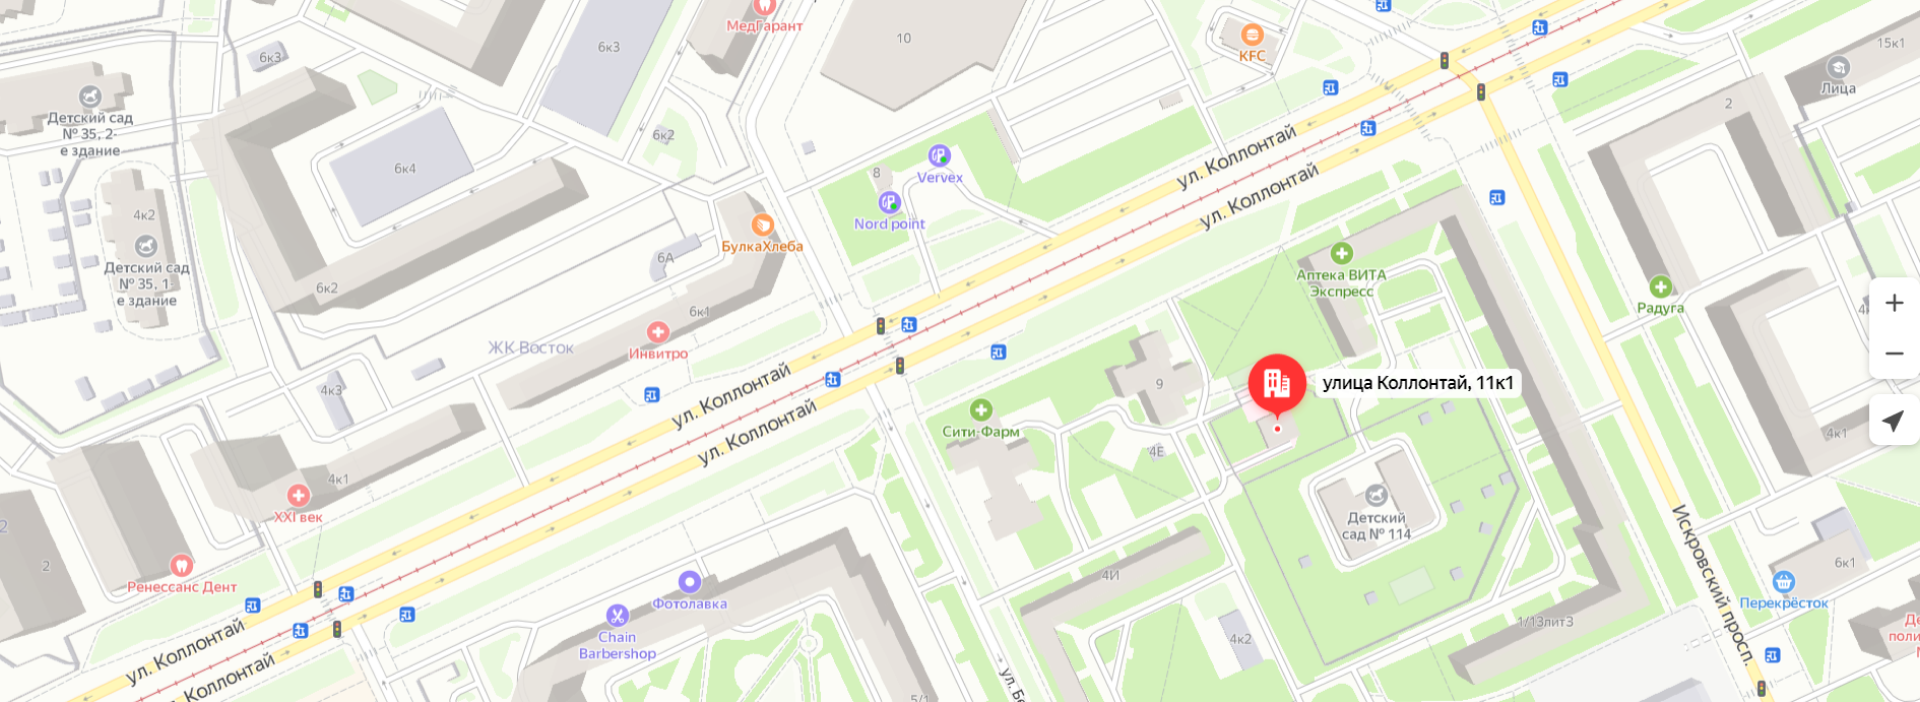 6к3
МедГарант
10
KFC
15к1
6к3
Лица
Детский сад
№ 35, 2-
е здание
2
6к2
6к4
ул. Коллонтай
8
Vervex
4к2
ул. Коллонтай
Nord point
БулкаХлеба
6А
Детский сад
№ 35, 1
е здание
Аптека ВИТА
Экспресс
6к2
Радуга
6к1
ЖК Восток
Инвитро
улица Коллонтай, 11к1
9
4к3
ул. Коллонтай
ул. Коллонтай
Сити-Фарм
4к1
4Е
4к1
XXI век
Детский
сад № 114
Искровский просп.
2
2
6к1
Ренессанс Дент
4И
Фотолавка
Перекрёсток
1/13литЗ
Chain
Barbershop
4к2
ул. Коллонтай
ул. Коллонтай
5/1